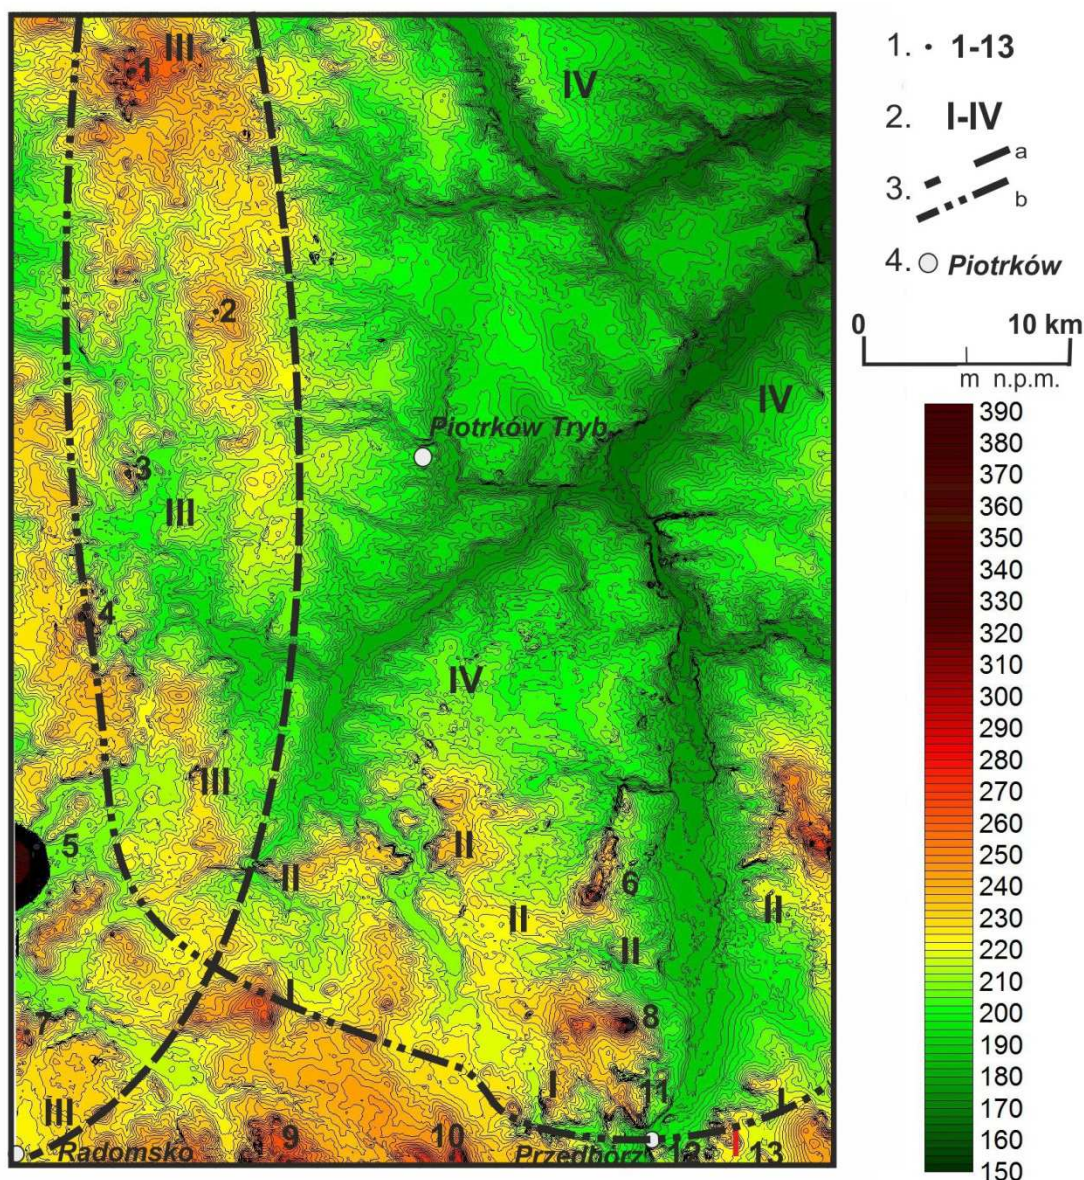 III
1
IV
2
Piotrków Tryb.
IV
3
III
4
IV
III
5
II
II
6
II
II
II
I
8
7
I
11
I
III
Radomsko
9
10
Przedbórz
12
I
13
1. • 1-13
2. I-IV
3. a
b
4. Piotrków
0 10 km
m n.p.m.
390
380
370
360
350
340
330
320
310
300
290
280
270
260
250
240
230
220
210
200
190
180
170
160
150